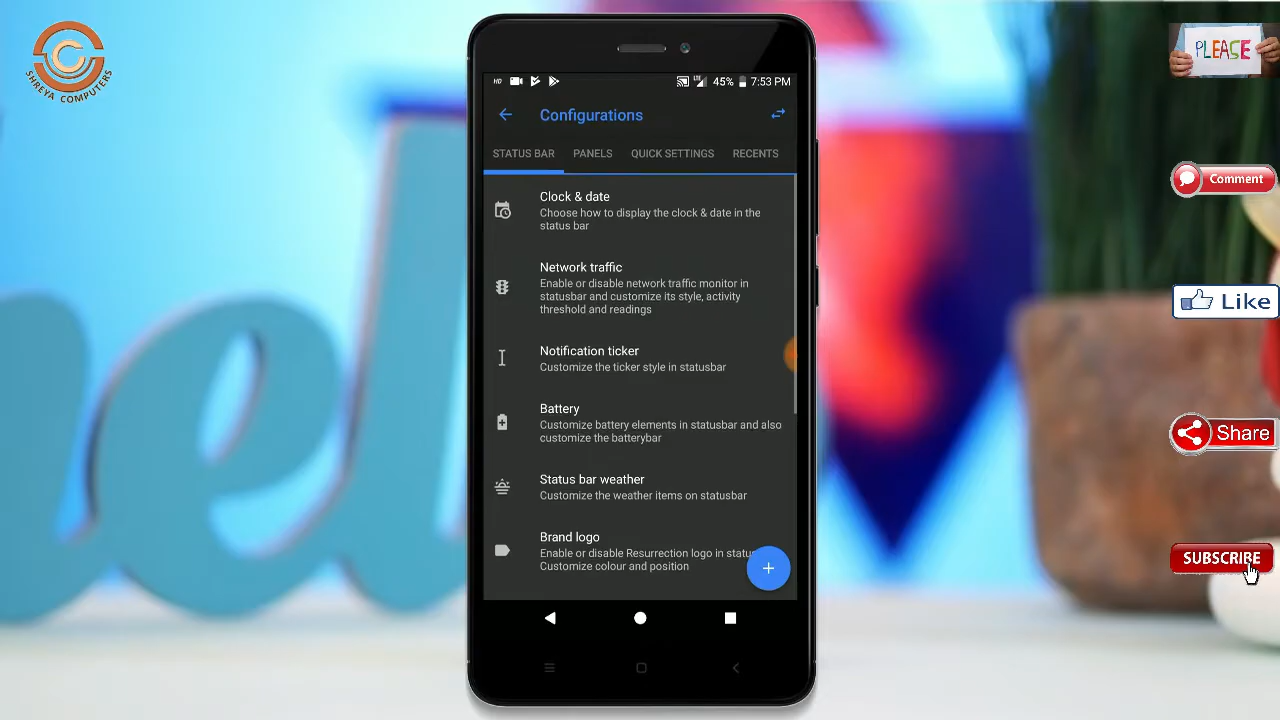 SHREYA COMPUTERS
HD
LTE
45%
7:53 PM
Configurations
STATUS BAR
PANELS
QUICK SETTINGS
RECENTS
Clock & date
Choose how to display the clock & date in the
status bar
Network traffic
Enable or disable network traffic monitor in
statusbar and customize its style, activity
threshold and readings
Notification ticker
Customize the ticker style in statusbar
Battery
Customize battery elements in statusbar and also
customize the batterybar
Status bar weather
Customize the weather items on statusbar
Brand logo
Enable or disable Resurrection logo in statu
Customize colour and position
PLEASE
Comment
Like
Share
SUBSCRIBE